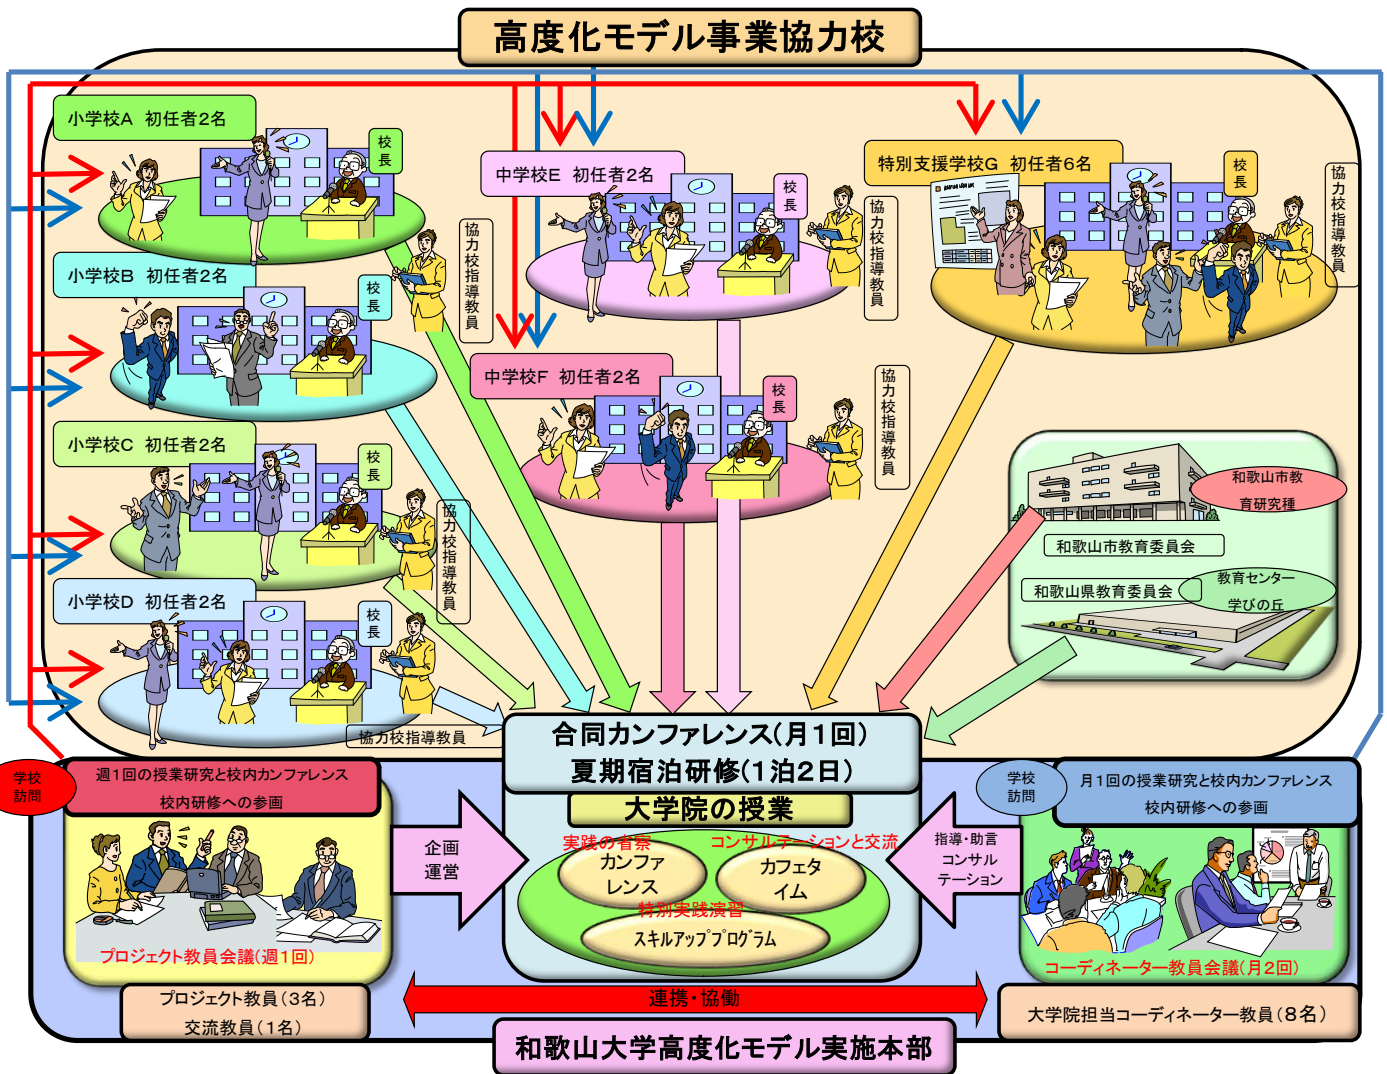 高度化モデル事業協力校
小学校A 初任者2名
校
長
協力校指導教員
小学校B 初任者2名
校
長
小学校C 初任者2名
校
長
協力校指導教員
小学校D 初任者2名
校
長
協力校指導教員
中学校E 初任者2名
校
長
協力校指導教員
中学校F 初任者2名
校
長
協力校指導教員
特別支援学校G 初任者6名
校
長
協力校指導教員
和歌山市教
育研究種
和歌山市教育委員会
和歌山県教育委員会
教育センター
学びの丘
合同カンファレンス(月1回)
夏期宿泊研修(1泊2日)
大学院の授業
実践の省察
カンファ
レンス
コンサルテーションと交流
カフェタ
イム
特別実践演習
スキルアッププログラム
学校
訪問
週1回の授業研究と校内カンファレンス
校内研修への参画
企画
運営
プロジェクト教員会議(週1回)
プロジェクト教員(3名)
交流教員(1名)
学校
訪問
月1回の授業研究と校内カンファレンス
校内研修への参画
指導・助言
コンサル
テーション
コーディネーター教員会議(月2回)
大学院担当コーディネーター教員(8名)
連携・協働
和歌山大学高度化モデル実施本部